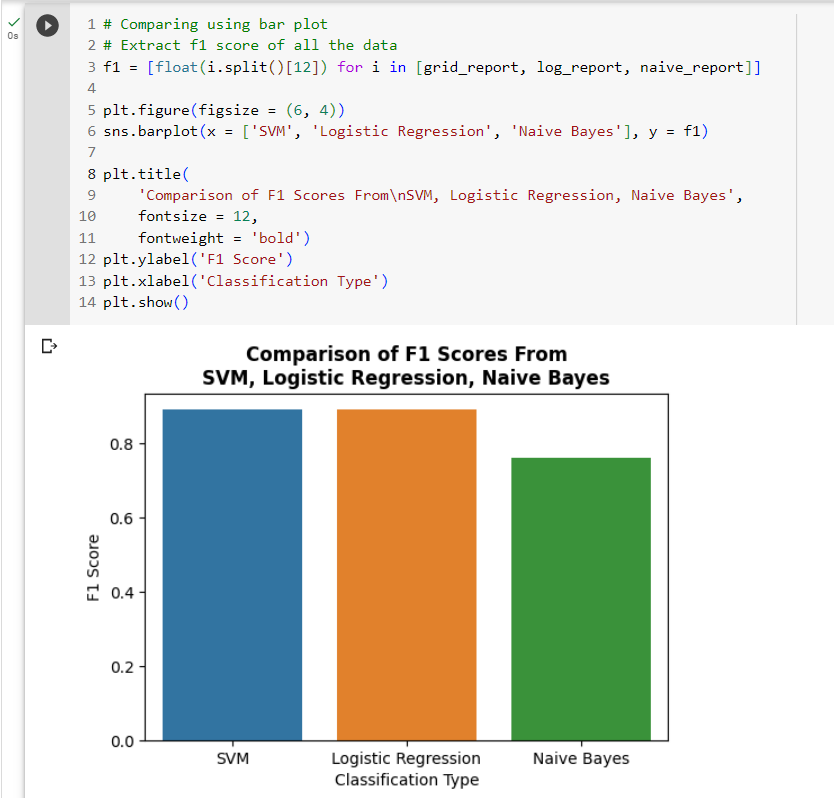 0s
1 # Comparing using bar plot
2 # Extract f1 score of all the data
3 f1 = [float(i.split()[12]) for i in [grid_report, log_report, naive_report]]
4
5 plt.figure(figsize = (6, 4))
6 sns.barplot(x = ['SVM', 'Logistic Regression', 'Naive Bayes'], y = f1)
7
8 plt.title(
9     'Comparison of F1 Scores From\nSVM, Logistic Regression, Naive Bayes',
10     fontsize = 12,
11     fontweight = 'bold')
12 plt.ylabel('F1 Score')
13 plt.xlabel('Classification Type')
14 plt.show()
Comparison of F1 Scores From
SVM, Logistic Regression, Naive Bayes
F1 Score
0.8
0.6
0.4
0.2
0.0
SVM Logistic Regression Naive Bayes
Classification Type